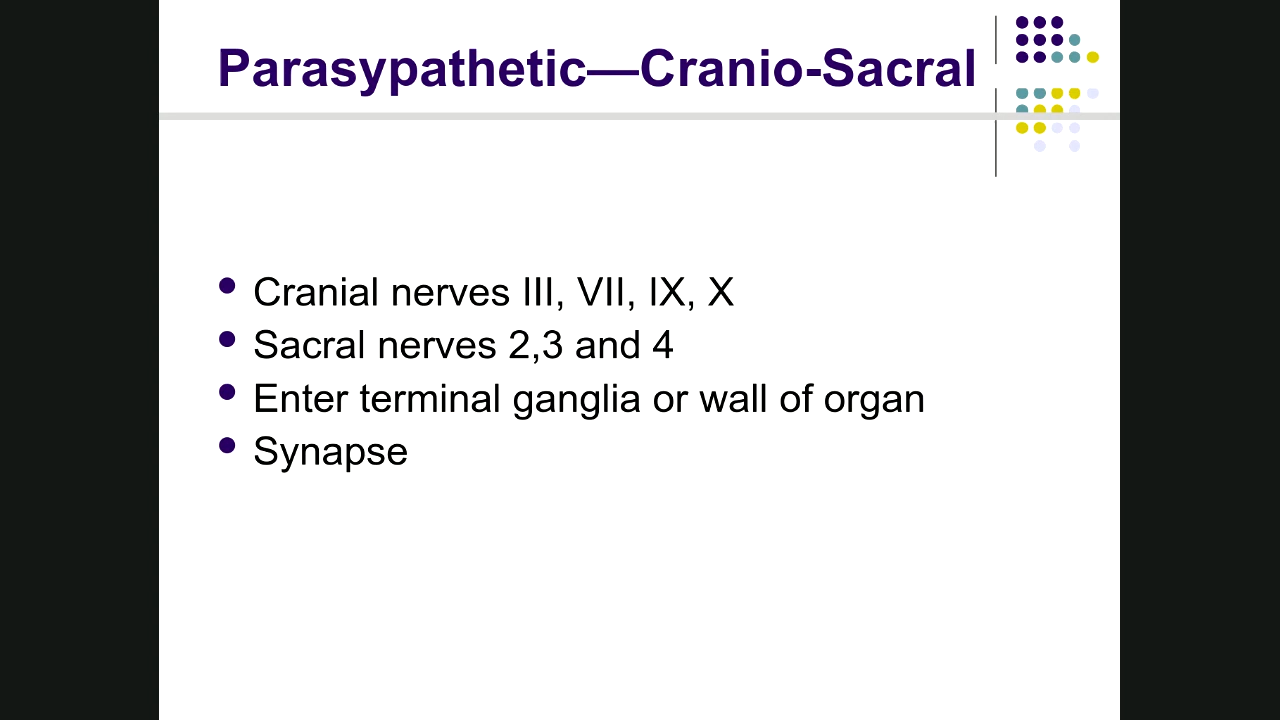 Parasypathetic—Cranio-Sacral
Cranial nerves III, VII, IX, X
Sacral nerves 2,3 and 4
Enter terminal ganglia or wall of organ
Synapse